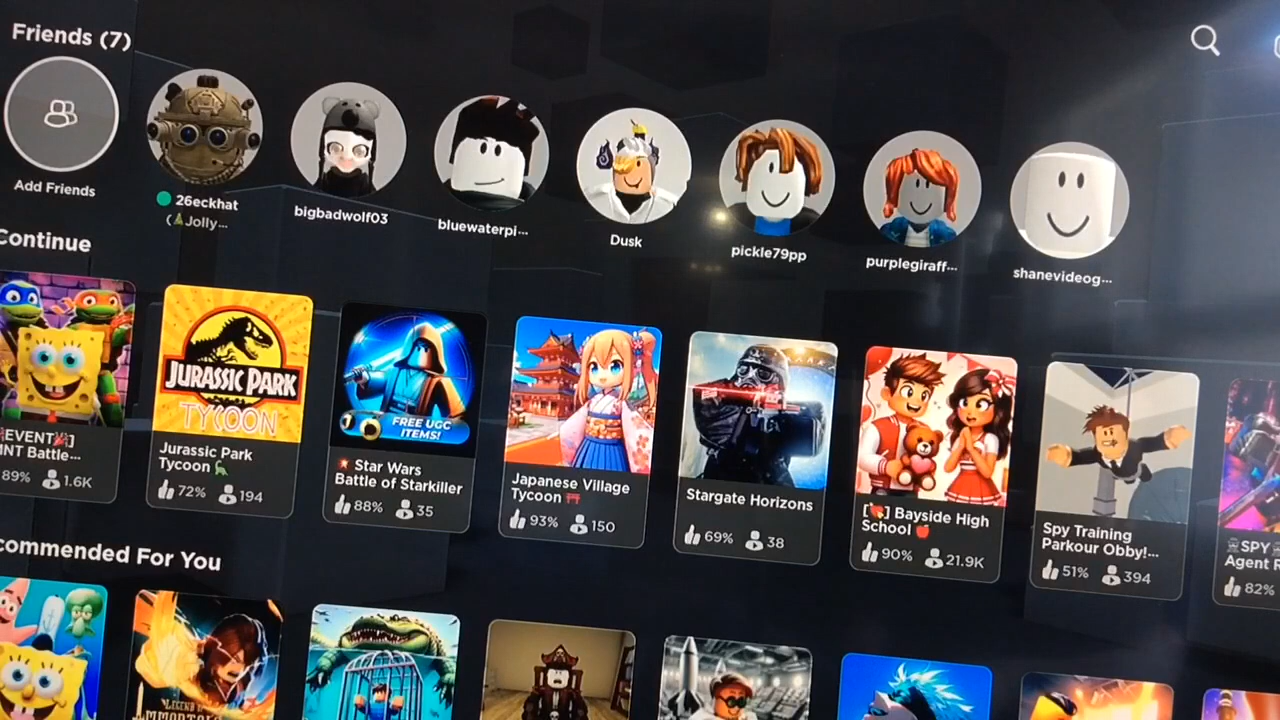 Friends (7)
Add Friends
26eckhat
(🎄Jolly...
bigbadwolf03
bluewaterpi...
Dusk
pickle79pp
purplegiraff...
shanevideog...
Continue
JURASSIC PARK
TYCOON
FREE UGC
ITEMS!
EVENT
INT Battle...
89% 1.6K
Jurassic Park
Tycoon 🦕
72% 194
💥 Star Wars
Battle of Starkiller
88% 35
Japanese Village
Tycoon ⛩️
93% 150
Stargate Horizons
69% 38
[💘] Bayside High
School 🍎
90% 21.9K
Spy Training
Parkour Obby!...
51% 394
SPY
Agent R
82%
commended For You
LEGEND
IMMORTALS